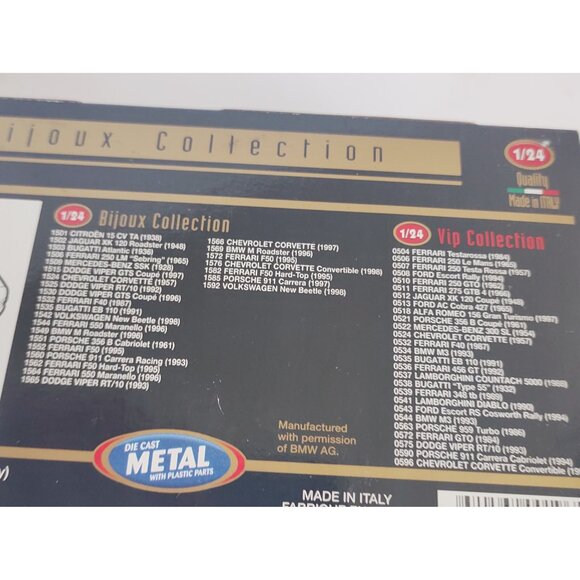 Bijoux Collection
1/24
Quality
Made in ITALY
1/24 Bijoux Collection
1501 CITROËN 15 CV TA (1938)
1502 JAGUAR XK 120 Roadster (1948)
1503 BUGATTI Atlantic (1936)
1508 FERRARI 250 LM "Sebring" (1965)
1509 MERCEDES-BENZ SSK (1928)
1515 DODGE VIPER GTS Coupé (1996)
1524 CHEVROLET CORVETTE (1957)
1525 DODGE VIPER RT/10 (1992)
1530 DODGE VIPER GTS Coupé (1996)
1532 FERRARI F40 (1987)
1535 BUGATTI EB 110 (1991)
1542 VOLKSWAGEN New Beetle (1998)
1544 FERRARI 550 Maranello (1996)
1549 BMW M Roadster (1996)
1551 PORSCHE 356 B Cabriolet (1961)
1552 FERRARI F50 (1995)
1560 PORSCHE 911 Carrera Racing (1993)
1562 FERRARI F50 Hard-Top (1995)
1564 FERRARI 550 Maranello (1996)
1565 DODGE VIPER RT/10 (1993)
1566 CHEVROLET CORVETTE (1997)
1569 BMW M Roadster (1996)
1572 FERRARI F50 (1995)
1576 CHEVROLET CORVETTE Convertible (1998)
1582 FERRARI F50 Hard-Top (1995)
1585 PORSCHE 911 Carrera (1997)
1592 VOLKSWAGEN New Beetle (1998)
1/24 Vip Collection
0504 FERRARI Testarossa (1984)
0506 FERRARI 250 Le Mans (1965)
0507 FERRARI 250 Testa Rossa (1957)
0508 FORD Escort Rally (1994)
0510 FERRARI 250 GTO (1962)
0511 FERRARI 275 GTB 4 (1966)
0512 JAGUAR XK 120 Coupé (1948)
0513 FORD AC Cobra 427 (1965)
0518 ALFA ROMEO 156 Gran Turismo (1997)
0521 PORSCHE 356 B Coupé (1961)
0522 MERCEDES-BENZ 300 SL (1954)
0524 CHEVROLET CORVETTE (1957)
0532 FERRARI F40 (1987)
0534 BMW M3 (1993)
0535 BUGATTI EB 110 (1991)
0536 FERRARI 456 GT (1992)
0537 LAMBORGHINI COUNTACH 5000 (1988)
0538 BUGATTI "Type 55" (1932)
0539 FERRARI 348 tb (1989)
0541 LAMBORGHINI DIABLO (1990)
0543 FORD Escort RS Cosworth Rally (1994)
0544 BMW M3 (1993)
0563 PORSCHE 959 Turbo (1986)
0572 FERRARI GTO (1984)
0575 DODGE VIPER RT/10 (1993)
0590 PORSCHE 911 Carrera Cabriolet (1994)
0596 CHEVROLET CORVETTE Convertible
DIE CAST
METAL
WITH PLASTIC PARTS
Manufactured
with permission
of BMW AG.
MADE IN ITALY